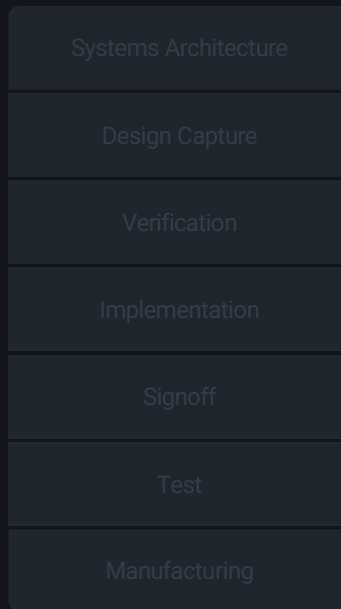 Systems Architecture
Design Capture
Verification
Implementation
Signoff
Test
Manufacturing